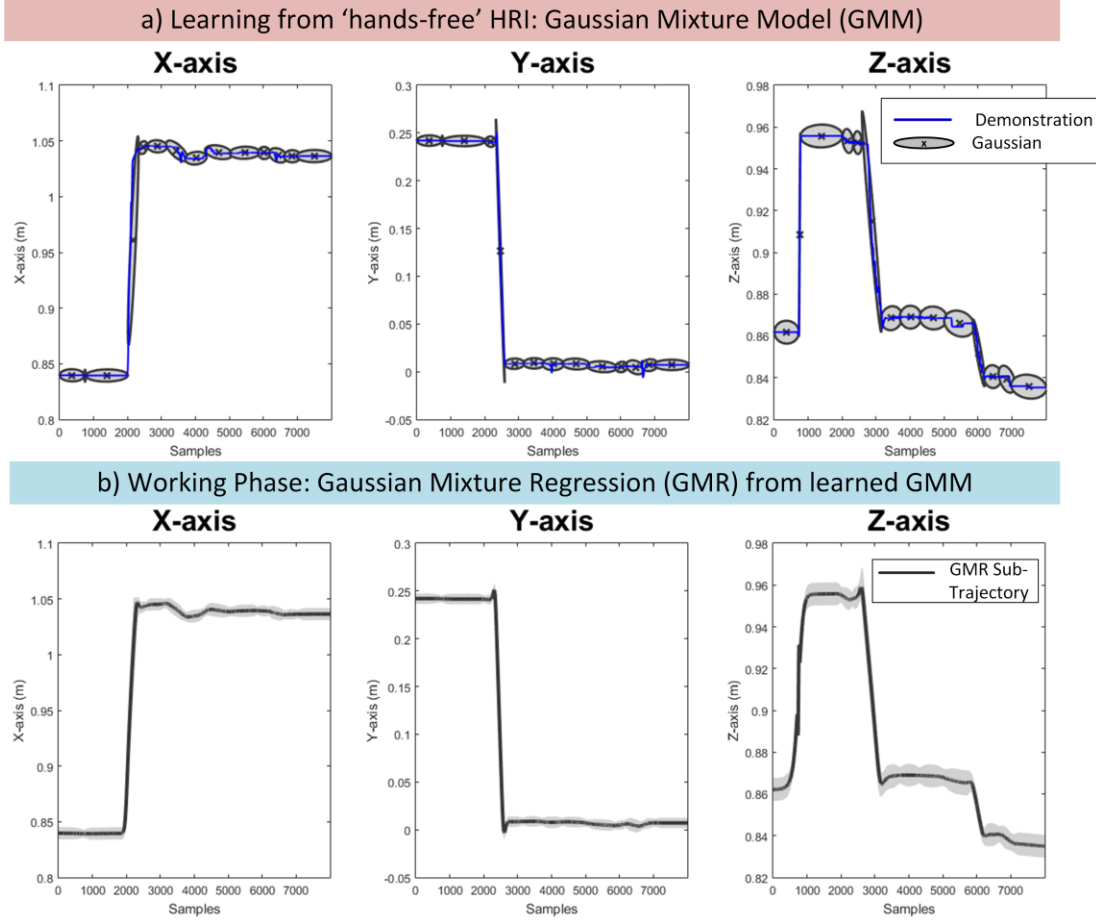 a) Learning from ‘hands-free’ HRI: Gaussian Mixture Model (GMM)
X-axis
Y-axis
Z-axis
1.1
1.05
1
0.95
0.9
0.85
0.8
X-axis (m)
0 1000 2000 3000 4000 5000 6000 7000
Samples
0.3
0.25
0.2
0.15
0.1
0.05
0
-0.05
Y-axis (m)
0 1000 2000 3000 4000 5000 6000 7000
Samples
0.98
0.96
0.94
0.92
0.9
0.88
0.86
0.84
0.82
Z-axis (m)
0 1000 2000 3000 4000 5000 6000 7000
Samples
Demonstration
x Gaussian
b) Working Phase: Gaussian Mixture Regression (GMR) from learned GMM
X-axis
Y-axis
Z-axis
1.1
1.05
1
0.95
0.9
0.85
0.8
X-axis (m)
0 1000 2000 3000 4000 5000 6000 7000
Samples
0.3
0.25
0.2
0.15
0.1
0.05
0
-0.05
Y-axis (m)
0 1000 2000 3000 4000 5000 6000 7000
Samples
0.98
0.96
0.94
0.92
0.9
0.88
0.86
0.84
0.82
Z-axis (m)
0 1000 2000 3000 4000 5000 6000 7000
Samples
GMR Sub-
Trajectory